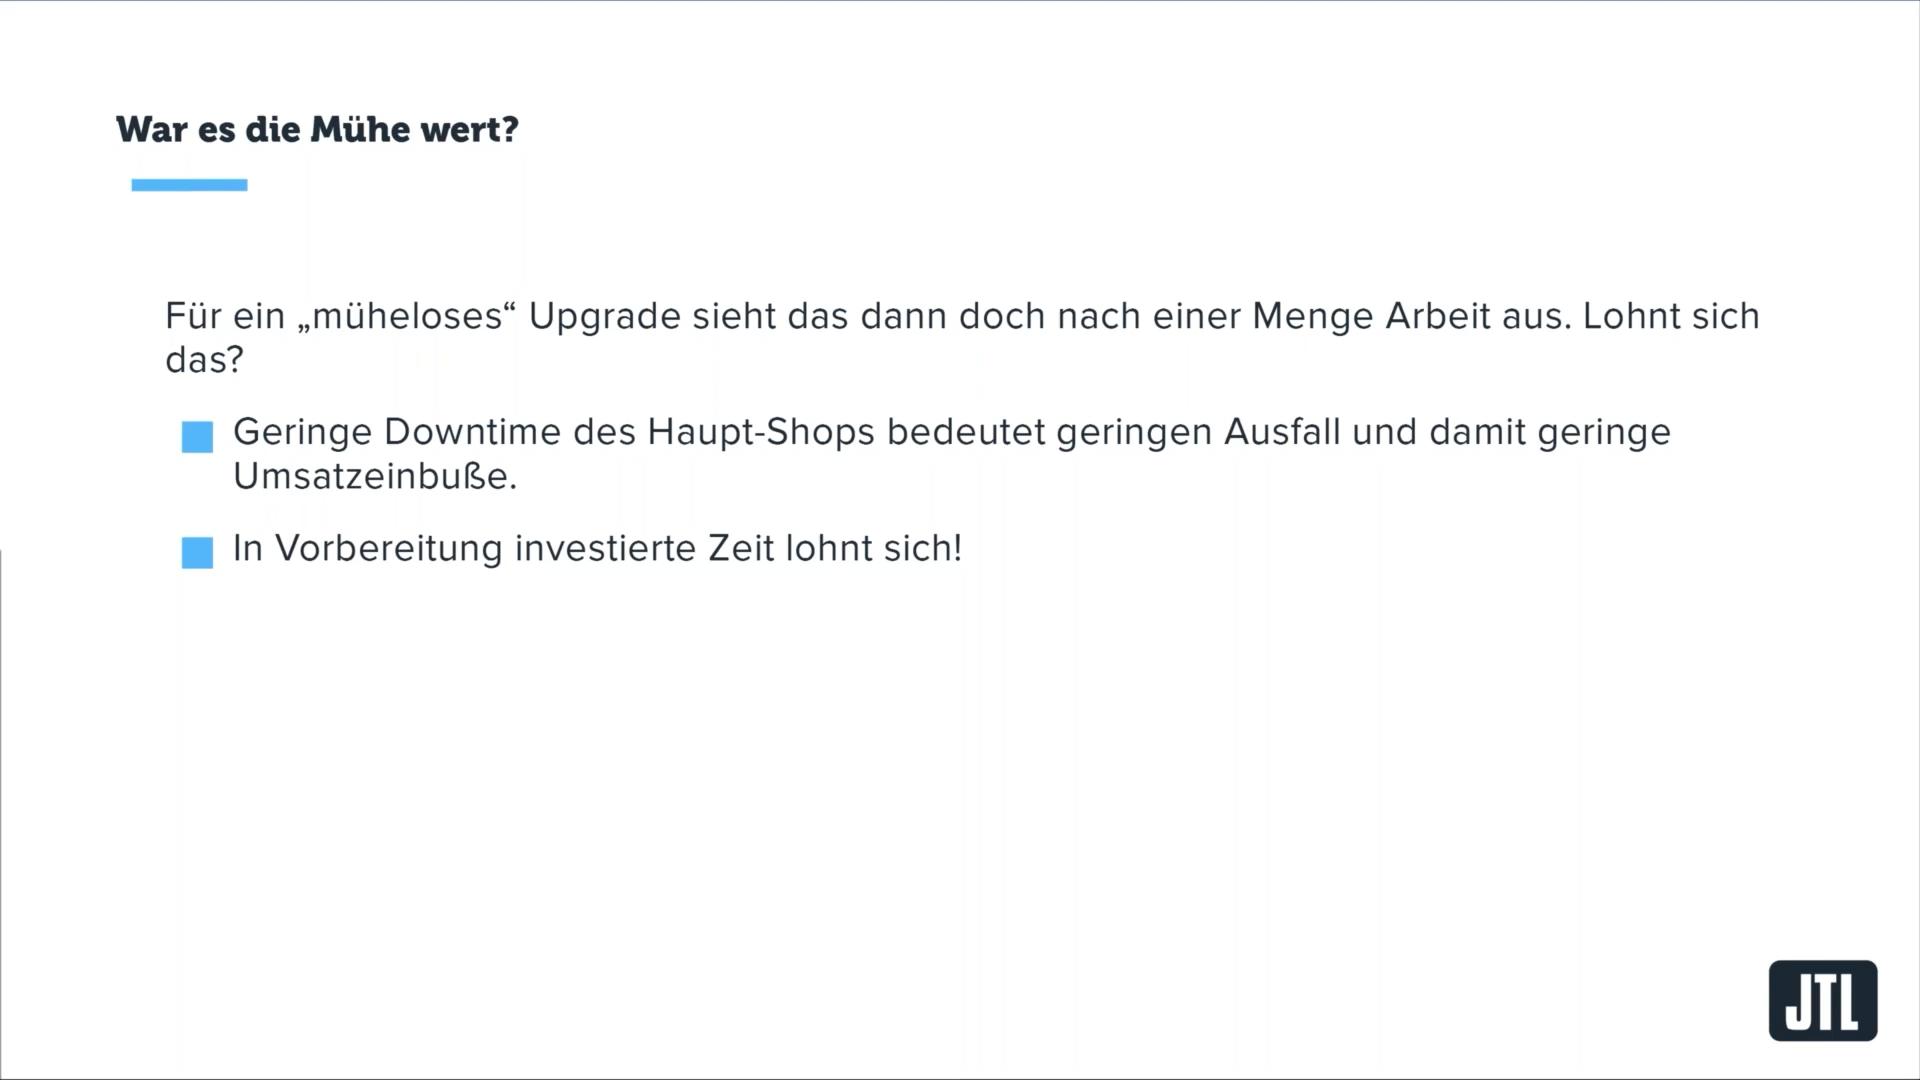 War es die Mühe wert?
Für ein „müheloses“ Upgrade sieht das dann doch nach einer Menge Arbeit aus. Lohnt sich
das?
Geringe Downtime des Haupt-Shops bedeutet geringen Ausfall und damit geringe
Umsatzeinbuße.
In Vorbereitung investierte Zeit lohnt sich!
JTL